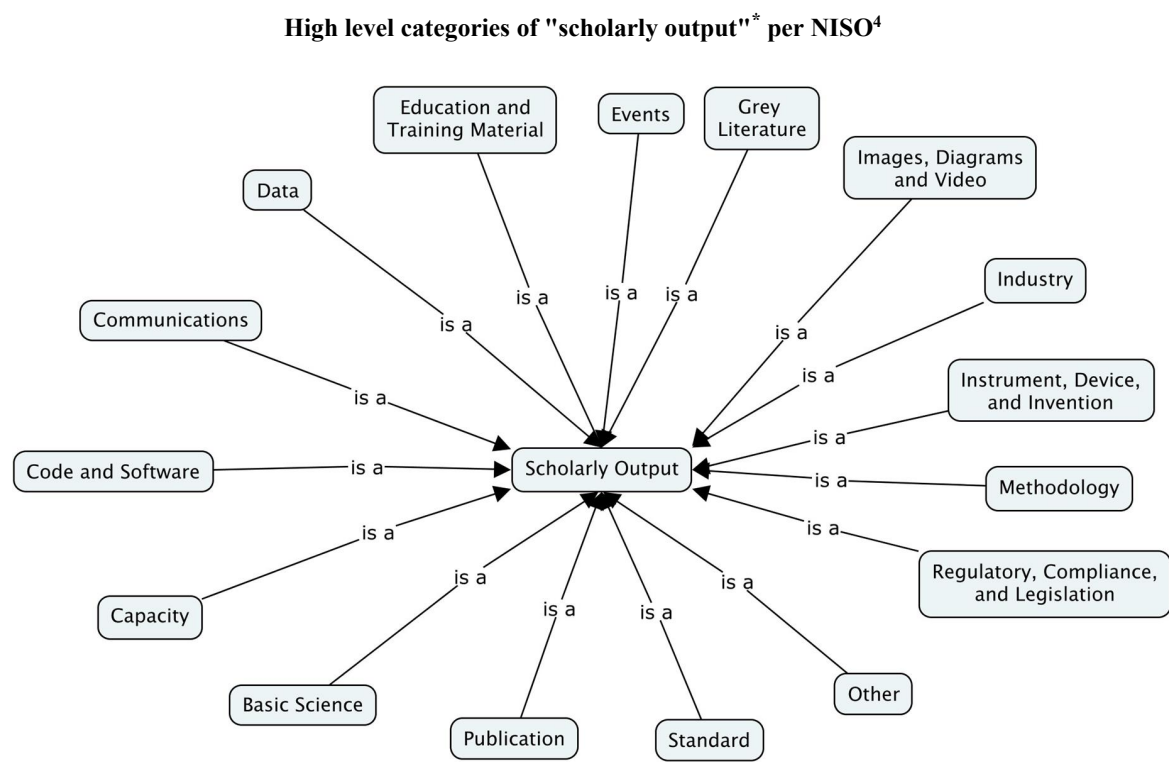 High level categories of "scholarly output"* per NISO4
Education and
Training Material
Events
Grey
Literature
Images, Diagrams
and Video
Data
Industry
is a
is a
is a
Communications
is a
is a
is a
Instrument, Device,
and Invention
is a
is a
Code and Software
is a
Scholarly Output
is a
Methodology
is a
is a
Regulatory, Compliance,
and Legislation
is a
is a
Capacity
is a
is a
Basic Science
Publication
Standard
Other